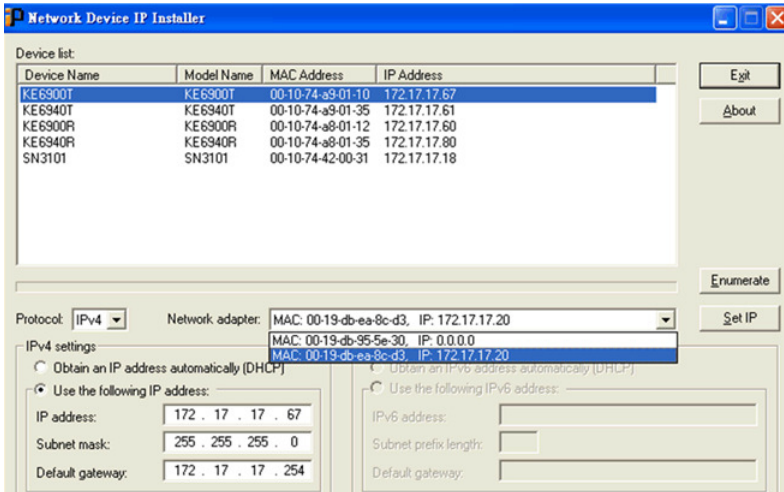 Network Device IP Installer
Device list:
Device Name Model Name MAC Address IP Address
KE6900T KE6900T 00-10-74-a9-01-10 172.17.17.67
KE6940T KE6940T 00-10-74-a9-01-35 172.17.17.61
KE6900R KE6900R 00-10-74-a8-01-12 172.17.17.60
KE6940R KE6940R 00-10-74-a8-01-35 172.17.17.80
SN3101 SN3101 00-10-74-42-00-31 172.17.17.18
Exit
About
Enumerate
Protocol: IPv4 Network adapter: MAC: 00-19-db-ea-8c-d3, IP: 172.17.17.20 Set IP
MAC: 00-19-db-95-5e-30, IP: 0.0.0.0
MAC: 00-19-db-ea-8c-d3, IP: 172.17.17.20
IPv4 settings
Obtain an IP address automatically (DHCP)
Use the following IP address:
IP address: 172 . 17 . 17 . 67
Subnet mask: 255 . 255 . 255 . 0
Default gateway: 172 . 17 . 17 . 254
Obtain an IPv6 address automatically (DHCP)
Use the following IPv6 address:
IPv6 address:
Subnet prefix length:
Default gateway: